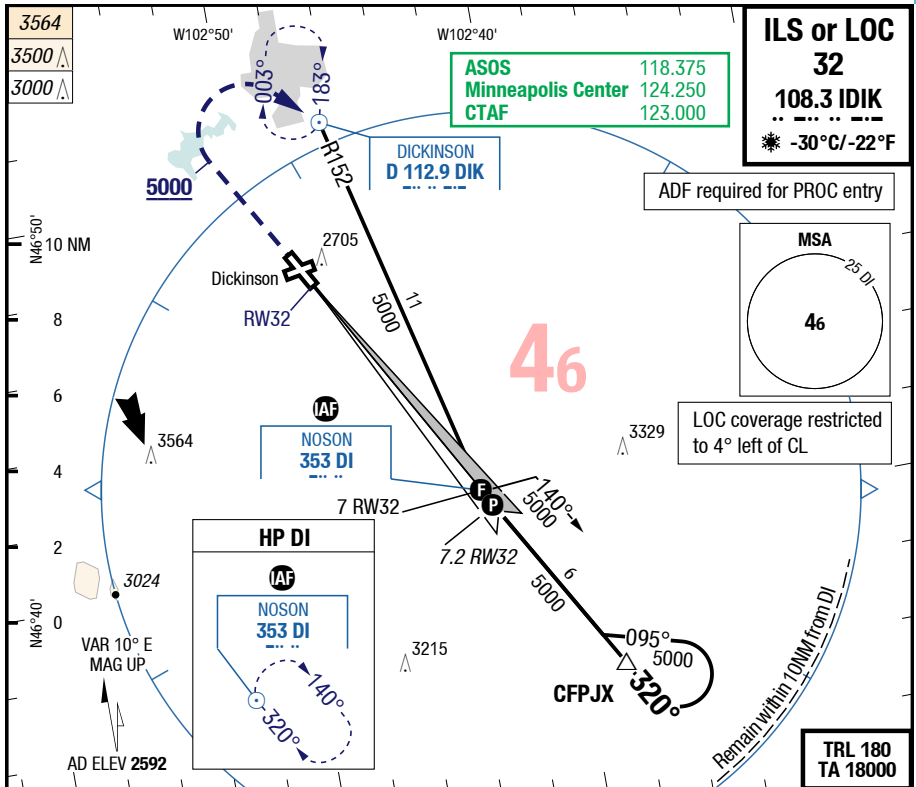 3564
3500
3000
W102°50'
W102°40'
ILS or LOC
32
108.3 IDIK
-30°C/-22°F
ASOS 118.375
Minneapolis Center 124.250
CTAF 123.000
003°
183°
DICKINSON
D 112.9 DIK
R152
5000
ADF required for PROC entry
N46°50'
10 NM
2705
Dickinson
RW32
11
5000
MSA
25 DI
46
46
8
6
4
2
0
IAF
NOSON
353 DI
3564
3329
LOC coverage restricted
to 4° left of CL
7 RW32
F
P
140°
5000
7.2 RW32
HP DI
IAF
NOSON
353 DI
140°
320°
6
5000
3024
N46°40'
VAR 10° E
MAG UP
3215
095°
5000
CFPJX
320°
Remain within 10NM from DI
AD ELEV 2592
TRL 180
TA 18000